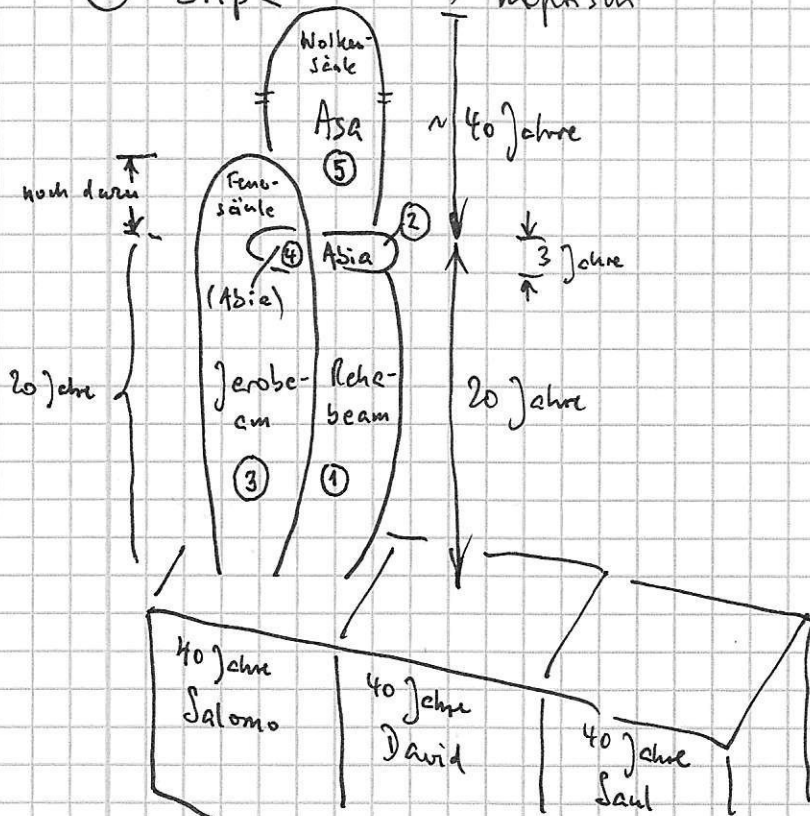 Wolken-
säule
Asa
⑤
~ 40 Jahre
noch dazu
Feuer-
säule
②
④
Abia
3 Jahre
(Abia)
20 Jahre
Jerobe-
am
Reha-
beam
20 Jahre
③
①
40 Jahre
Salomo
40 Jahre
David
40 Jahre
Saul